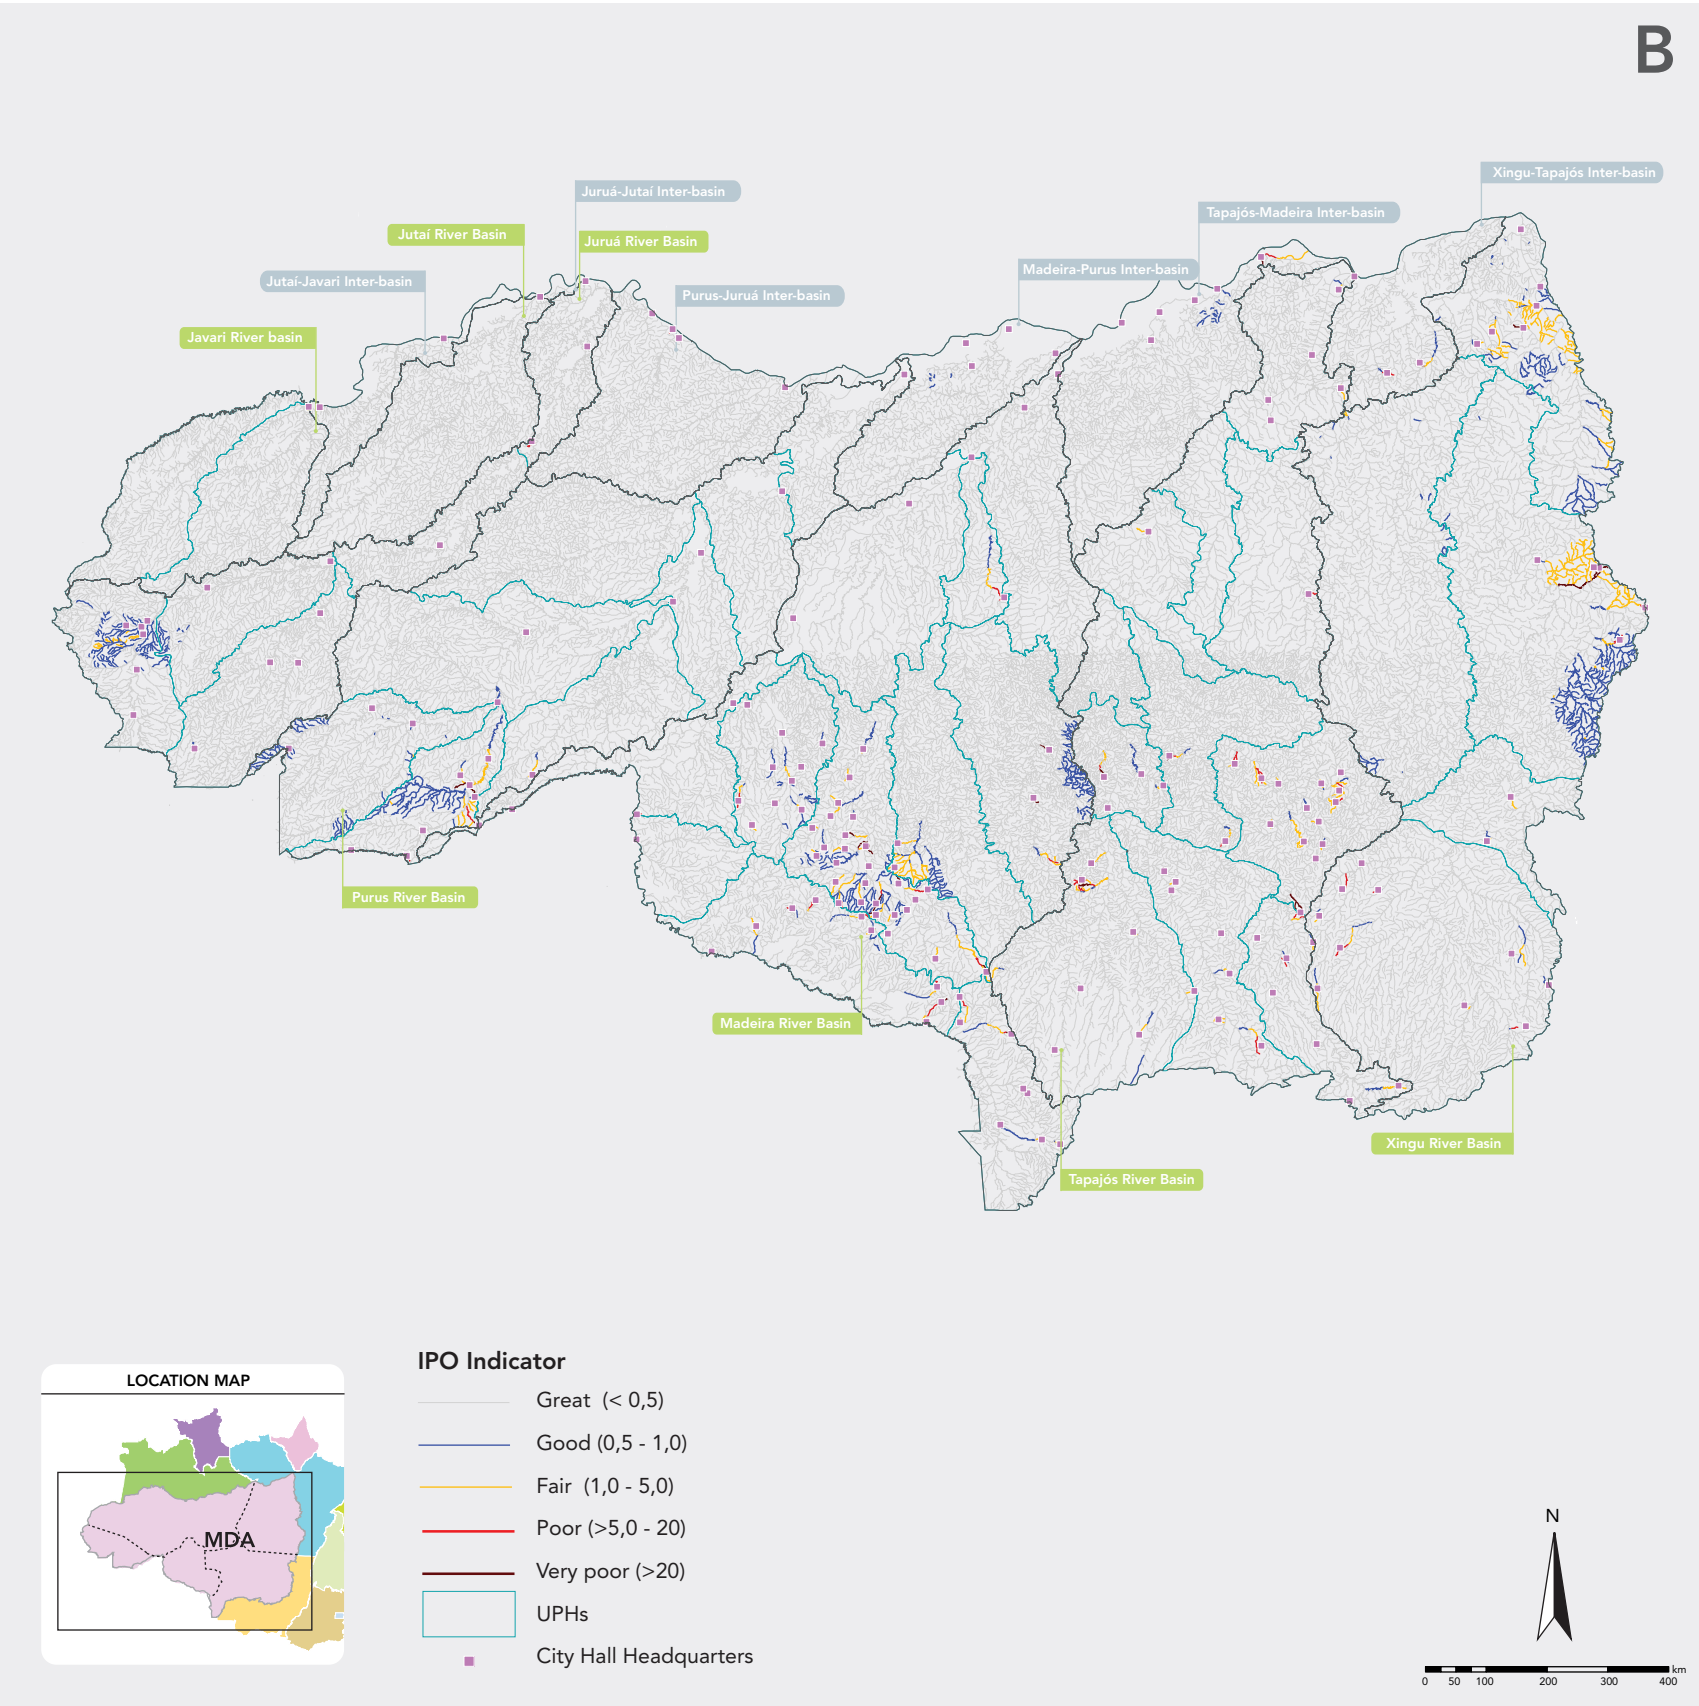 B
Xingu-Tapajós Inter-basin
Juruá-Jutaí Inter-basin
Tapajós-Madeira Inter-basin
Jutaí River Basin
Juruá River Basin
Madeira-Purus Inter-basin
Jutaí-Javari Inter-basin
Purus-Juruá Inter-basin
Javari River basin
Purus River Basin
Madeira River Basin
Xingu River Basin
Tapajós River Basin
LOCATION MAP
MDA
IPO Indicator
Great (< 0,5)
Good (0,5 - 1,0)
Fair (1,0 - 5,0)
Poor (>5,0 - 20)
Very poor (>20)
UPHs
City Hall Headquarters
N
km
0 50 100 200 300 400